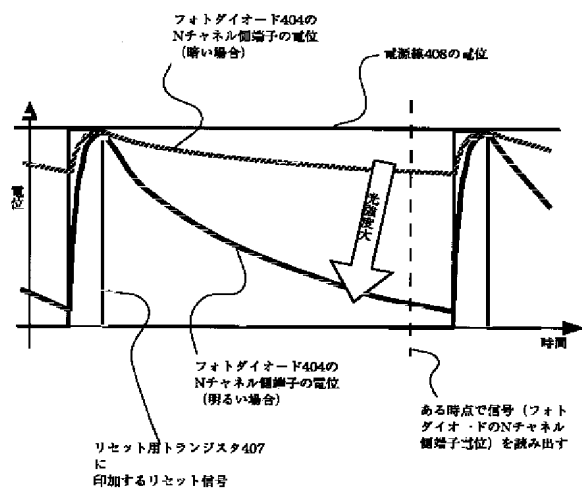 フォトダイオード404の
Nチャネル側端子の電位
(暗い場合)
電源線408の電位
電位
光強度大
時間
フォトダイオード404の
Nチャネル側端子の電位
(明るい場合)
ある時点で信号(フォト
ダイオードのNチャネル
側端子電位)を読み出す
リセット用トランジスタ407
に
印加するリセット信号